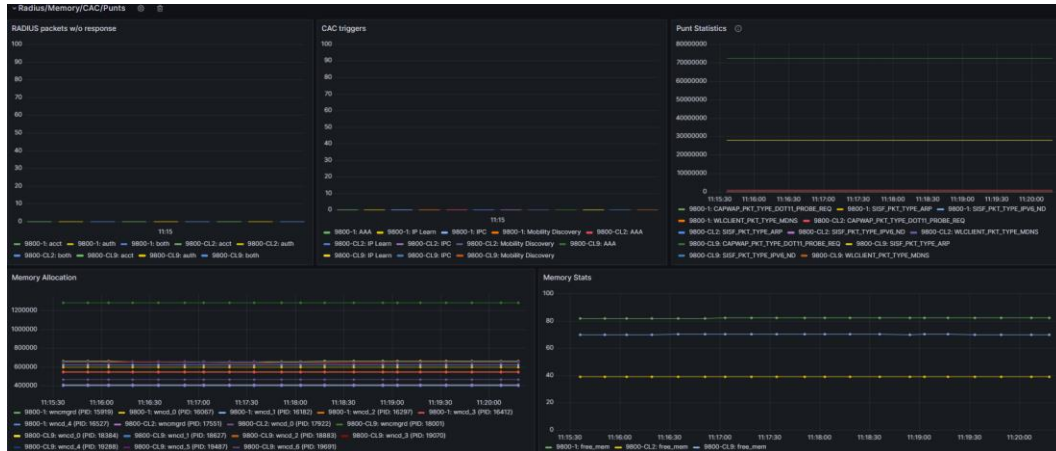 Radius/Memory/CAC/Punts
RADIUS packets w/o response
100
90
80
70
60
50
40
30
20
10
0
11:15
9800-1: acct 9800-1: auth 9800-1: both 9800-CL2: acct 9800-CL2: auth
9800-CL2: both 9800-CL9: acct 9800-CL9: auth 9800-CL9: both
CAC triggers
100
90
80
70
60
50
40
30
20
10
0
11:15
9800-1: AAA 9800-1: IP Learn 9800-1: IPC 9800-1: Mobility Discovery 9800-CL2: AAA
9800-CL2: IP Learn 9800-CL2: IPC 9800-CL2: Mobility Discovery 9800-CL9: AAA
9800-CL9: IP Learn 9800-CL9: IPC 9800-CL9: Mobility Discovery
Punt Statistics
80000000
70000000
60000000
50000000
40000000
30000000
20000000
10000000
0
11:15:30 11:16:00 11:16:30 11:17:00 11:17:30 11:18:00 11:18:30 11:19:00 11:19:30 11:20:00
9800-1: CAPWAP_PKT_TYPE_DOT11_PROBE_REQ 9800-1: SISF_PKT_TYPE_ARP 9800-1: SISF_PKT_TYPE_IPV6_ND
9800-1: WLCLIENT_PKT_TYPE_MDNS 9800-CL2: CAPWAP_PKT_TYPE_DOT11_PROBE_REQ
9800-CL2: SISF_PKT_TYPE_ARP 9800-CL2: SISF_PKT_TYPE_IPV6_ND 9800-CL2: WLCLIENT_PKT_TYPE_MDNS
9800-CL9: CAPWAP_PKT_TYPE_DOT11_PROBE_REQ 9800-CL9: SISF_PKT_TYPE_ARP
9800-CL9: SISF_PKT_TYPE_IPV6_ND 9800-CL9: WLCLIENT_PKT_TYPE_MDNS
Memory Allocation
1200000
1000000
800000
600000
400000
11:15:30 11:16:00 11:16:30 11:17:00 11:17:30 11:18:00 11:18:30 11:19:00 11:19:30 11:20:00
9800-1: wncmgrd (PID: 15919) 9800-1: wncd_0 (PID: 16067) 9800-1: wncd_1 (PID: 16182) 9800-1: wncd_2 (PID: 16297) 9800-1: wncd_3 (PID: 16412)
9800-1: wncd_4 (PID: 16527) 9800-CL2: wncmgrd (PID: 17551) 9800-CL2: wncd_0 (PID: 17922) 9800-CL9: wncmgrd (PID: 18001)
9800-CL9: wncd_0 (PID: 18384) 9800-CL9: wncd_1 (PID: 18627) 9800-CL9: wncd_2 (PID: 18883) 9800-CL9: wncd_3 (PID: 19070)
9800-CL9: wncd_4 (PID: 19288) 9800-CL9: wncd_5 (PID: 19487) 9800-CL9: wncd_6 (PID: 19691)
Memory Stats
100
80
60
40
20
0
11:15:30 11:16:00 11:16:30 11:17:00 11:17:30 11:18:00 11:18:30 11:19:00 11:19:30 11:20:00
9800-1: free_mem 9800-CL2: free_mem 9800-CL9: free_mem